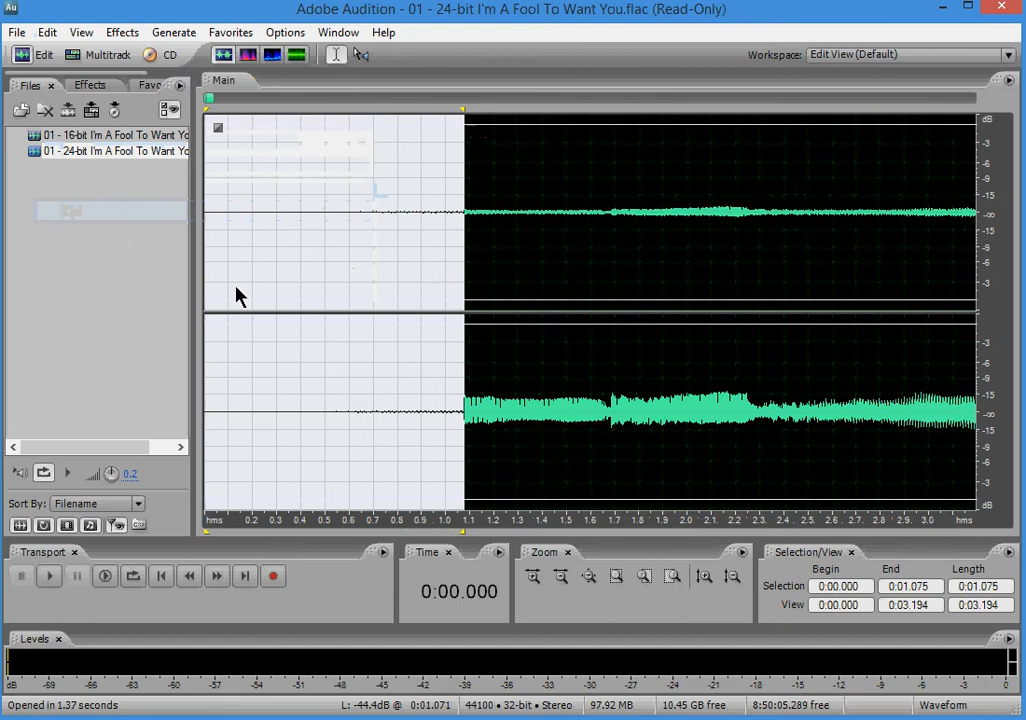 Au
Adobe Audition - 01 - 24-bit I'm A Fool To Want You.flac (Read-Only)
File Edit View Effects Generate Favorites Options Window Help
Edit Multitrack CD Workspace: Edit View (Default)
Files Effects Favo
Main
01 - 16-bit I'm A Fool To Want Yo
01 - 24-bit I'm A Fool To Want Yo
dB
-3
-6
-9
-15
-∞
-15
-9
-6
-3
-3
-6
-9
-15
-∞
-15
-9
-6
-3
dB
0.2
Sort By: Filename
hms 0.2 0.3 0.4 0.5 0.6 0.7 0.8 0.9 1.0 1.1 1.2 1.3 1.4 1.5 1.6 1.7 1.8 1.9 2.0 2.1 2.2 2.3. 2.4 . 2.5 . 2.6 . 2.7. 2.8. 3.0 hms
Transport Time Zoom Selection/View
0:00.000
Begin End Length
Selection 0:00.000 0:01.075 0:01.075
View 0:00.000 0:03.194 0:03.194
Levels
dB -69 -66 -63 -60 -57 -54 -51 -48 -45 -42 -39 -36 -33 -30 -27 -24 -21 -18 -15 -12 -9 -6 -3 0
Opened in 1.37 seconds L: -44.4dB @ 0:01.071 44100 • 32-bit • Stereo 97.92 MB 10.45 GB free 8:50:05.289 free Waveform